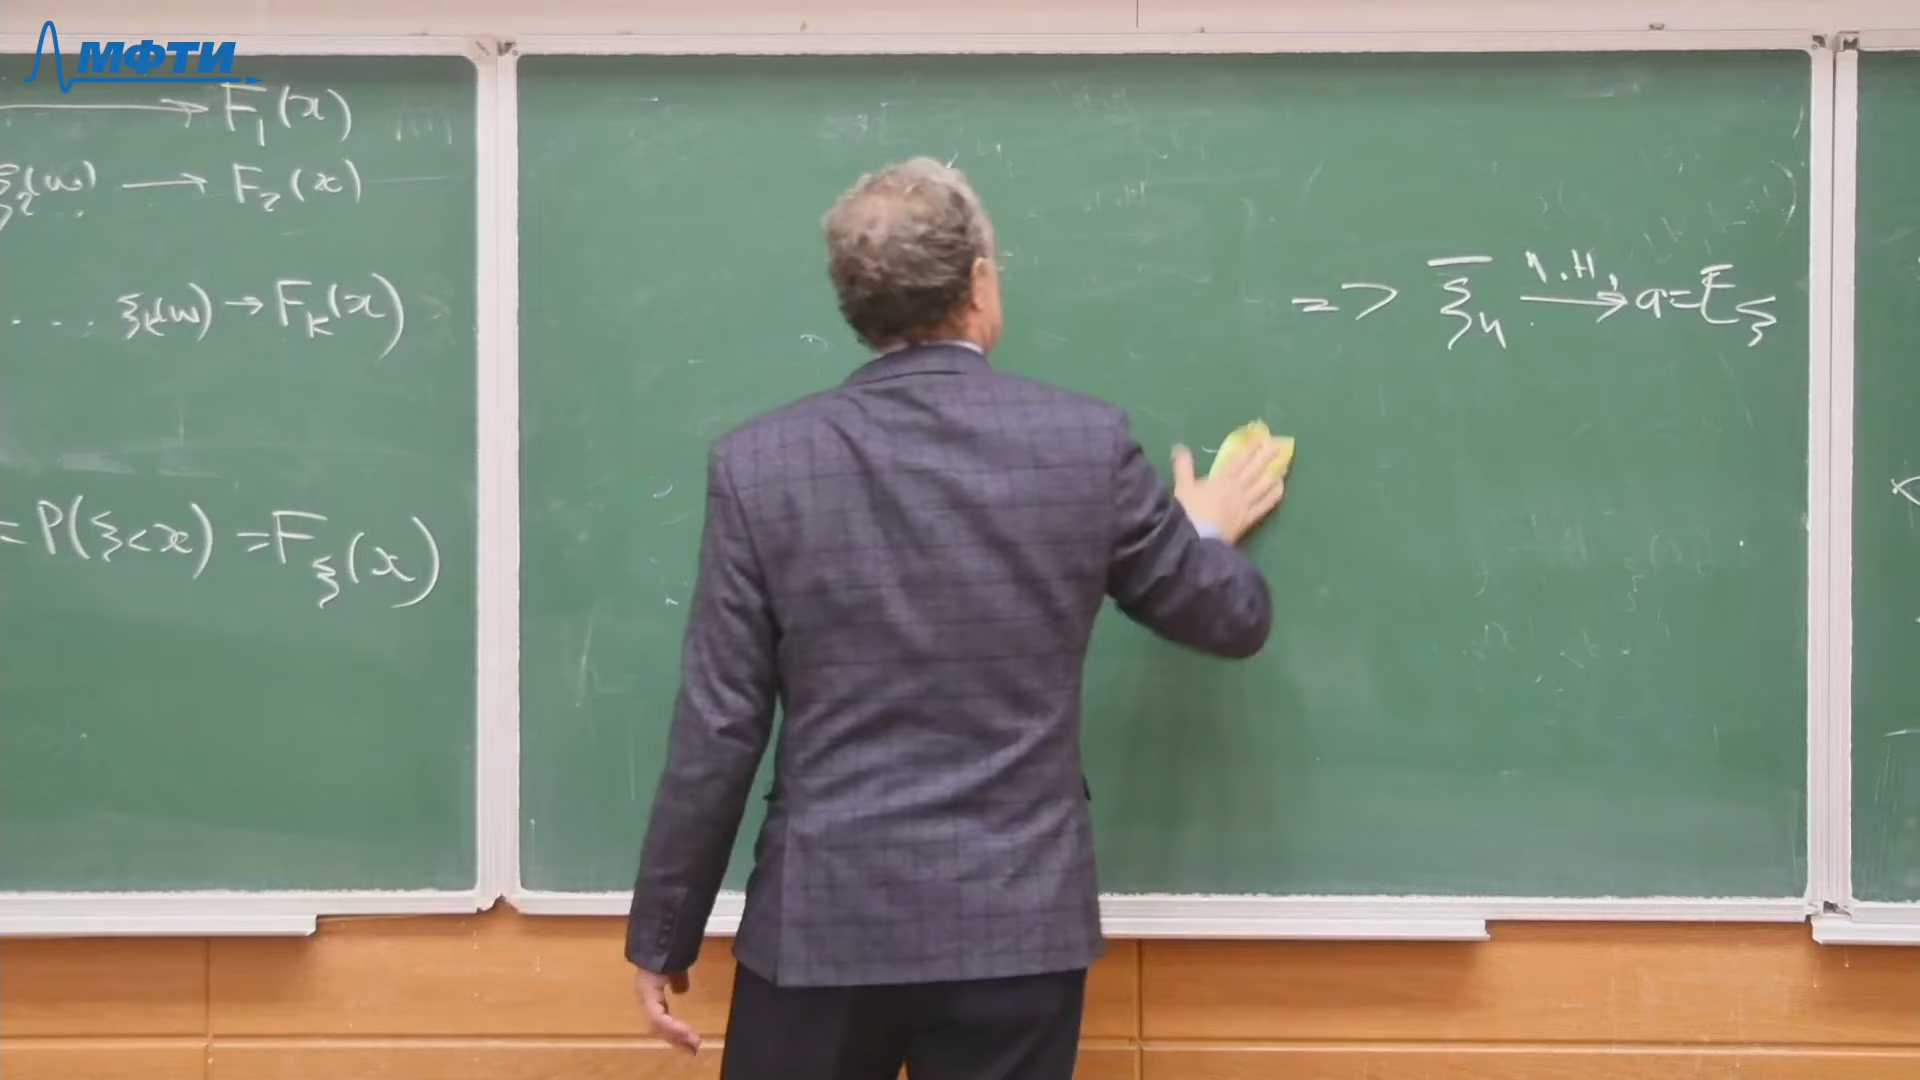 МФТИ
→ F₁(x)
ξ₂(ω) → F₂(x)
... ξₖ(ω) → Fₖ(x)
= P(ξ<x) = F_ξ(x)
=> ξ̅ₙ п.н.→ a=Eξ